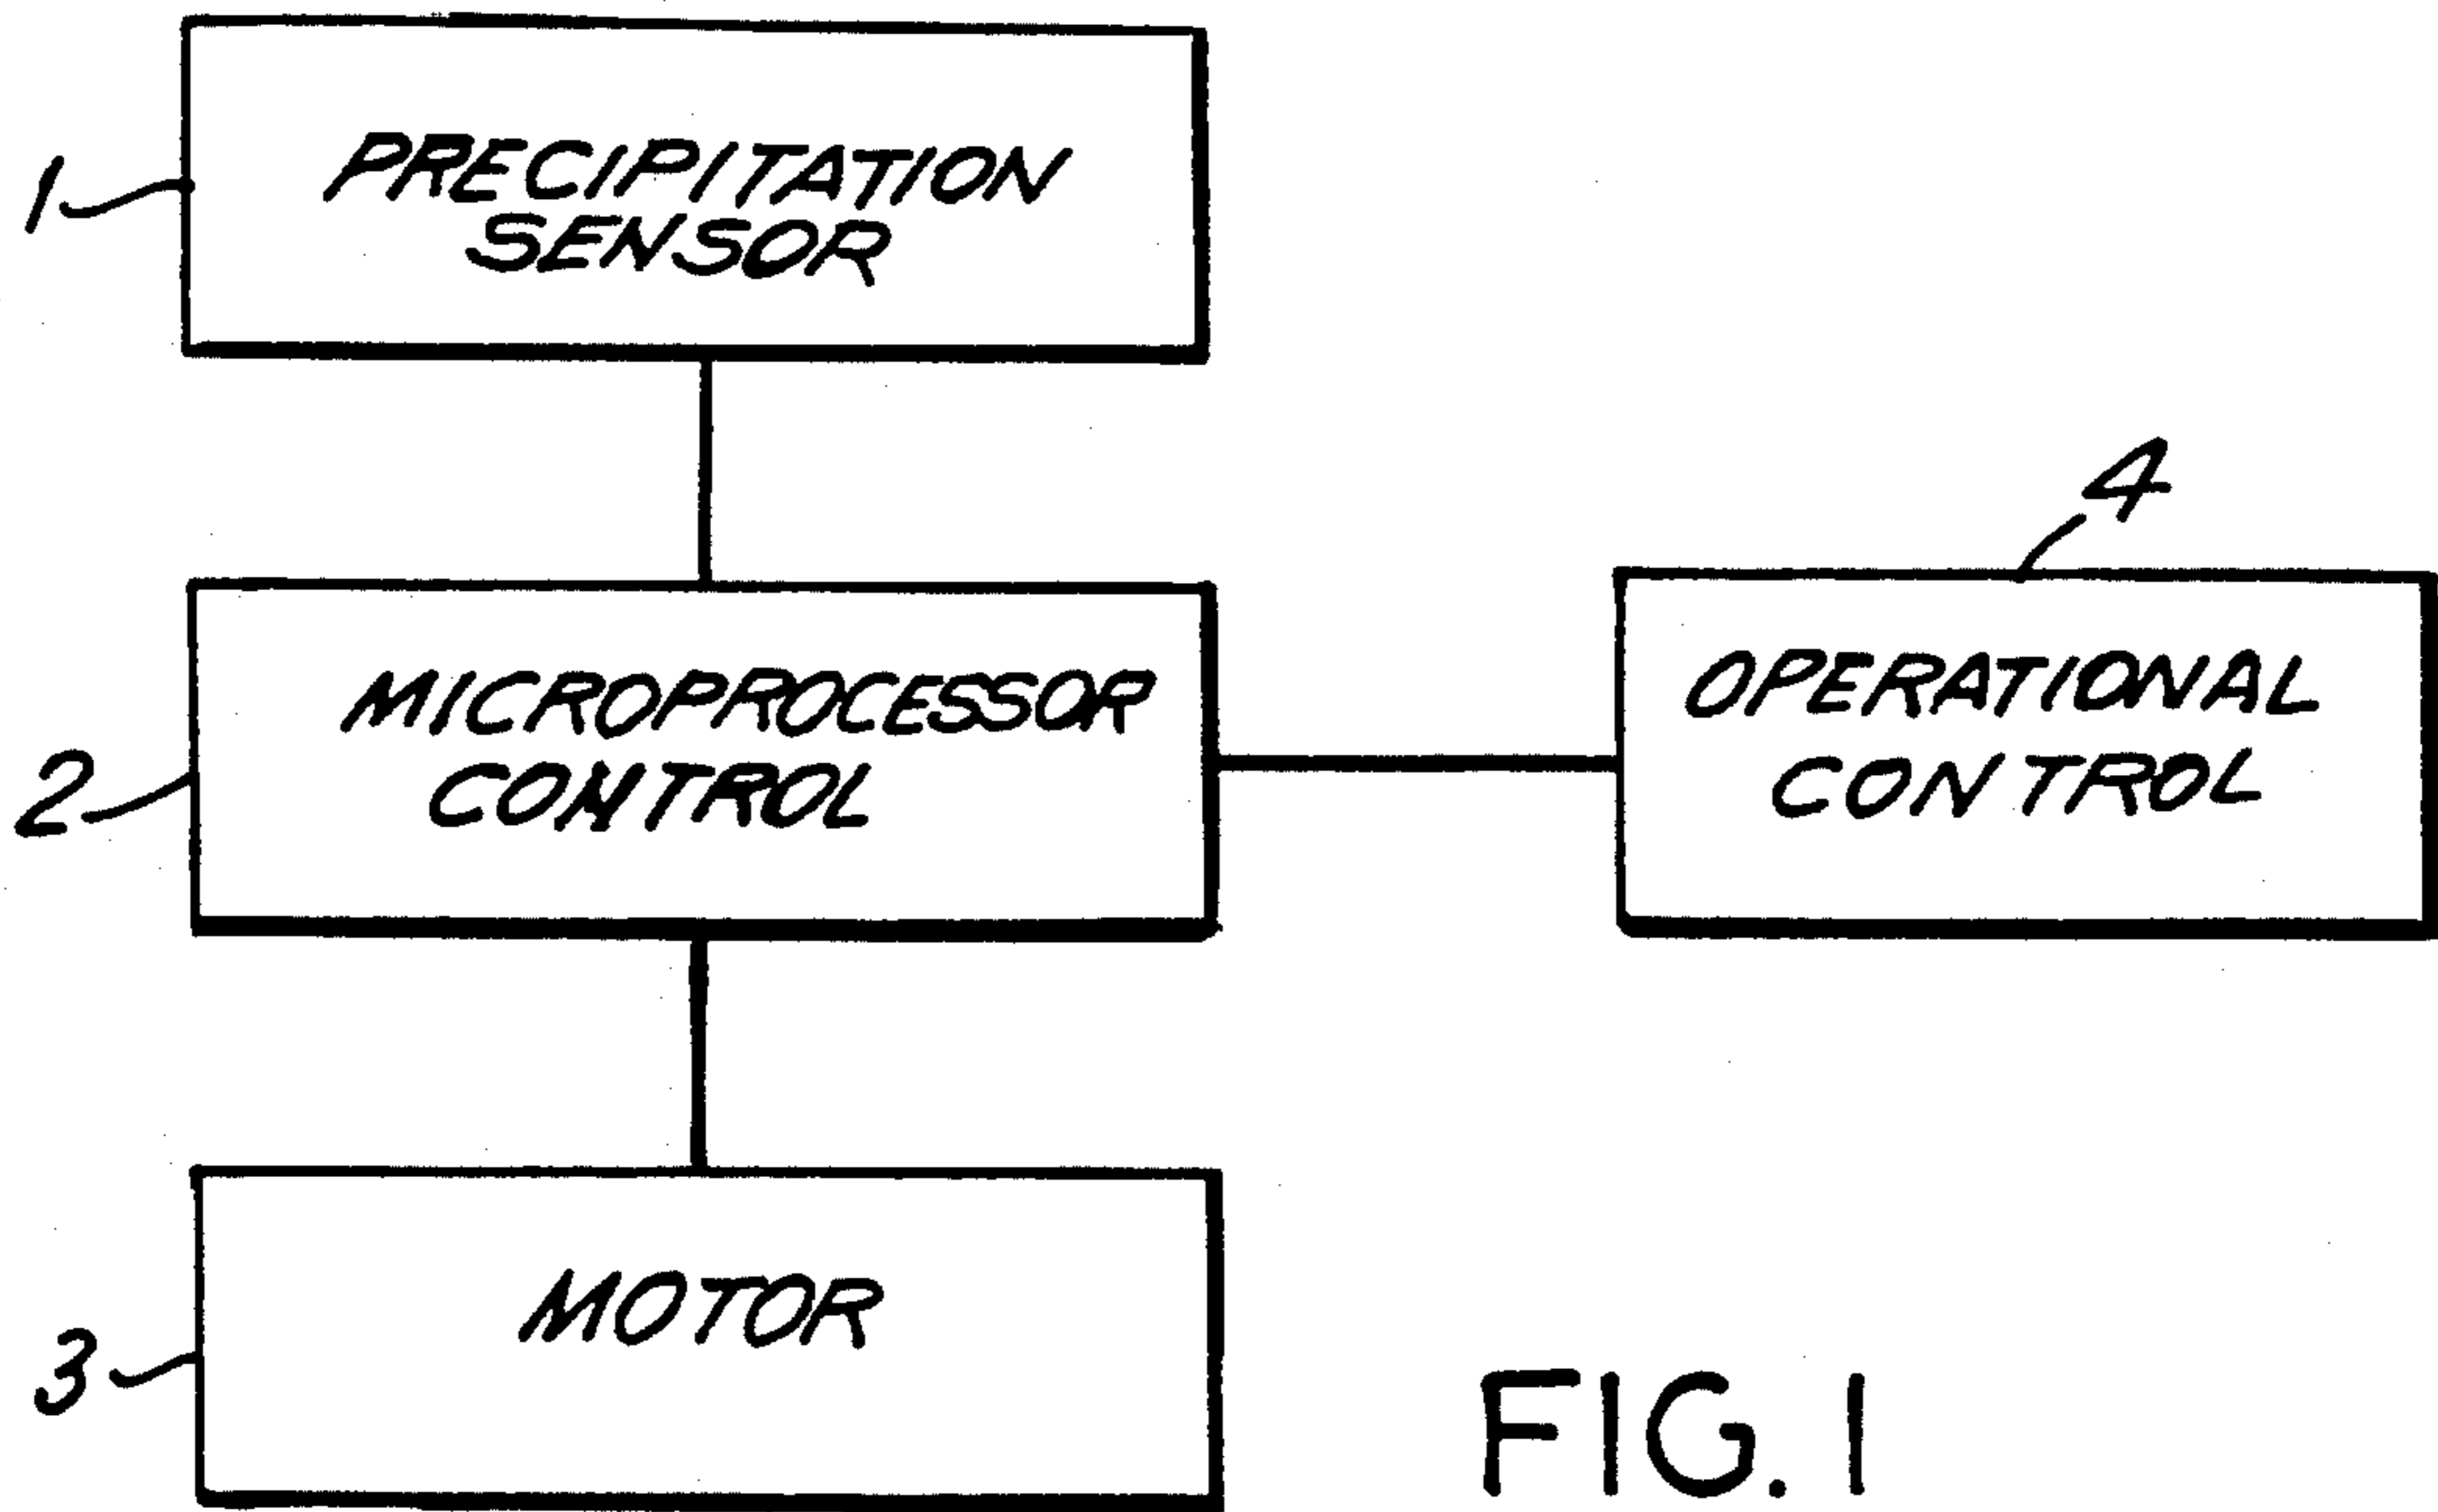 1
PRECIPITATION
SENSOR
4
2
MICROPROCESSOR
CONTROL
OPERATIONAL
CONTROL
3
MOTOR
FIG. 1